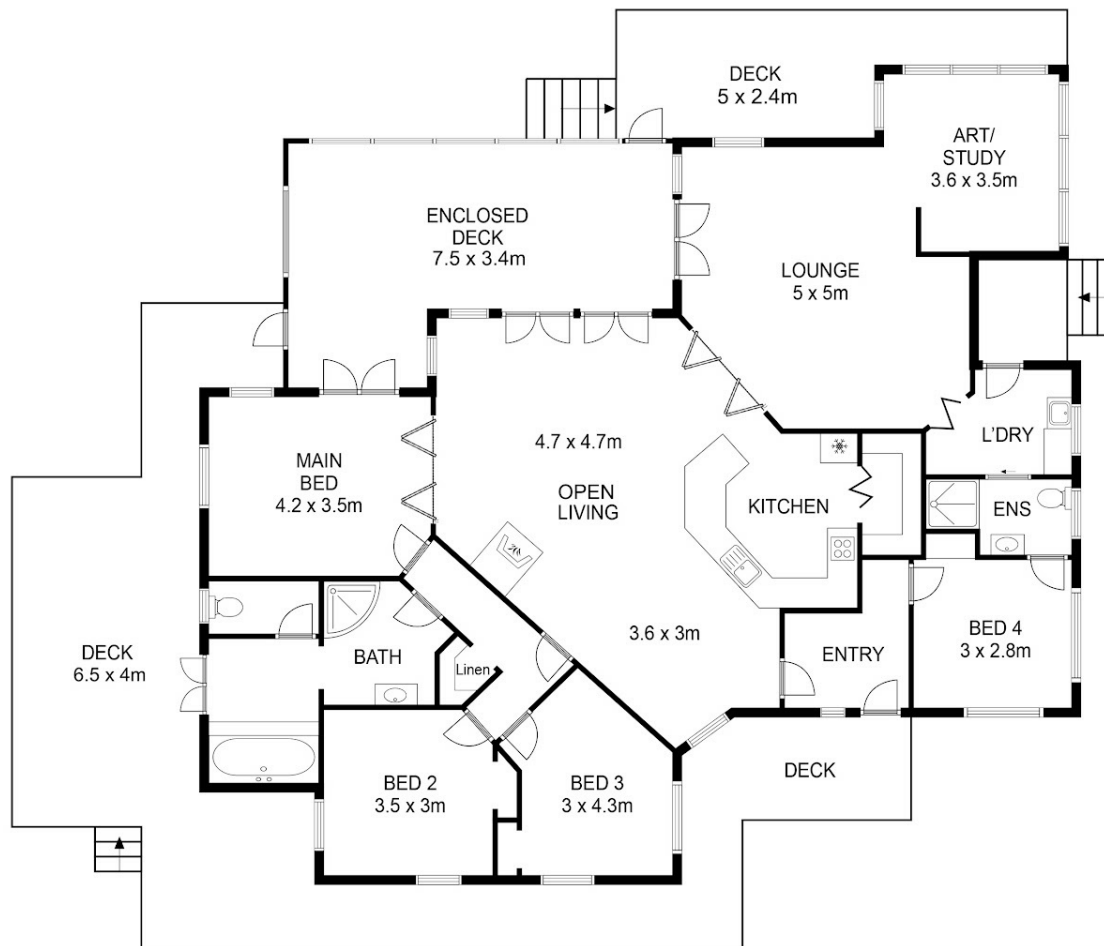 DECK
5 x 2.4m
ART/
STUDY
3.6 x 3.5m
ENCLOSED
DECK
7.5 x 3.4m
LOUNGE
5 x 5m
MAIN
BED
4.2 x 3.5m
4.7 x 4.7m
OPEN
LIVING
KITCHEN
L'DRY
ENS
DECK
6.5 x 4m
BATH
Linen
3.6 x 3m
ENTRY
BED 4
3 x 2.8m
BED 2
3.5 x 3m
BED 3
3 x 4.3m
DECK